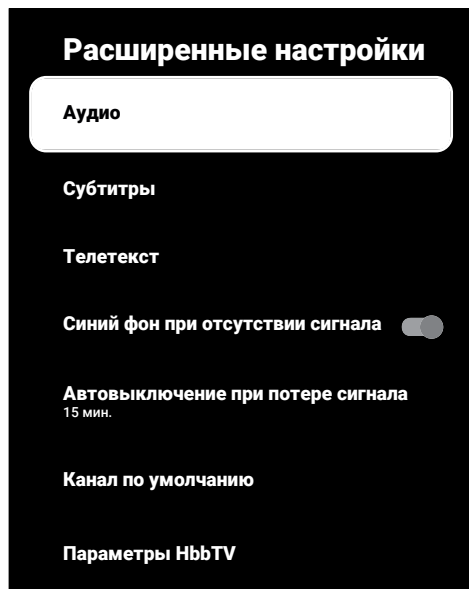 Расширенные настройки
Аудио
Субтитры
Телетекст
Синий фон при отсутствии сигнала
Автовыключение при потере сигнала
15 мин.
Канал по умолчанию
Параметры HbbTV